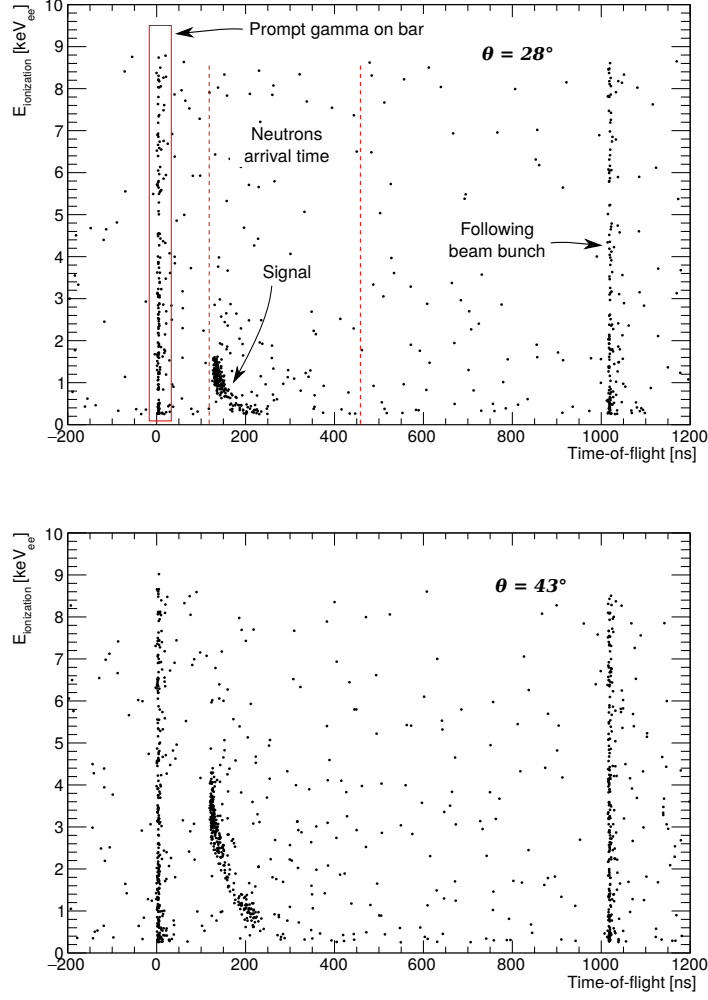 E_ionization [keV_ee]
10
Prompt gamma on bar
9
θ = 28°
8
7
Neutrons
arrival time
6
5
Following
beam bunch
4
Signal
3
2
1
0
−200 0 200 400 600 800 1000 1200
Time-of-flight [ns]
E_ionization [keV_ee]
10
9
θ = 43°
8
7
6
5
4
3
2
1
0
−200 0 200 400 600 800 1000 1200
Time-of-flight [ns]